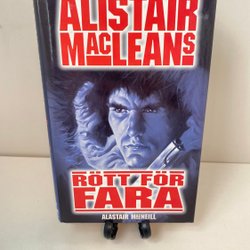 ALISTAIR
MACLEANS
RÖTT FÖR
FARA
ALASTAIR MACNEILL